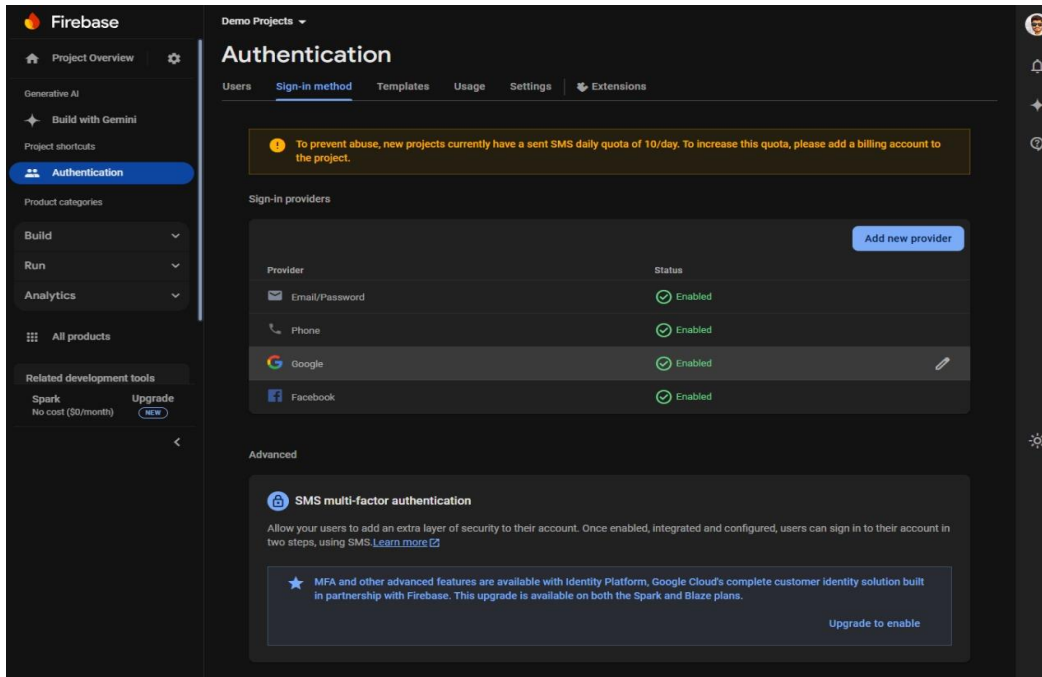 Firebase
Project Overview
Generative AI
Build with Gemini
Project shortcuts
Authentication
Product categories
Build
Run
Analytics
All products
Related development tools
Spark Upgrade
No cost ($0/month) NEW
Demo Projects
Authentication
Users Sign-in method Templates Usage Settings Extensions
To prevent abuse, new projects currently have a sent SMS daily quota of 10/day. To increase this quota, please add a billing account to
the project.
Sign-in providers
Add new provider
Provider Status
Email/Password Enabled
Phone Enabled
Google Enabled
Facebook Enabled
Advanced
SMS multi-factor authentication
Allow your users to add an extra layer of security to their account. Once enabled, integrated and configured, users can sign in to their account in
two steps, using SMS.Learn more
MFA and other advanced features are available with Identity Platform, Google Cloud's complete customer identity solution built
in partnership with Firebase. This upgrade is available on both the Spark and Blaze plans.
Upgrade to enable